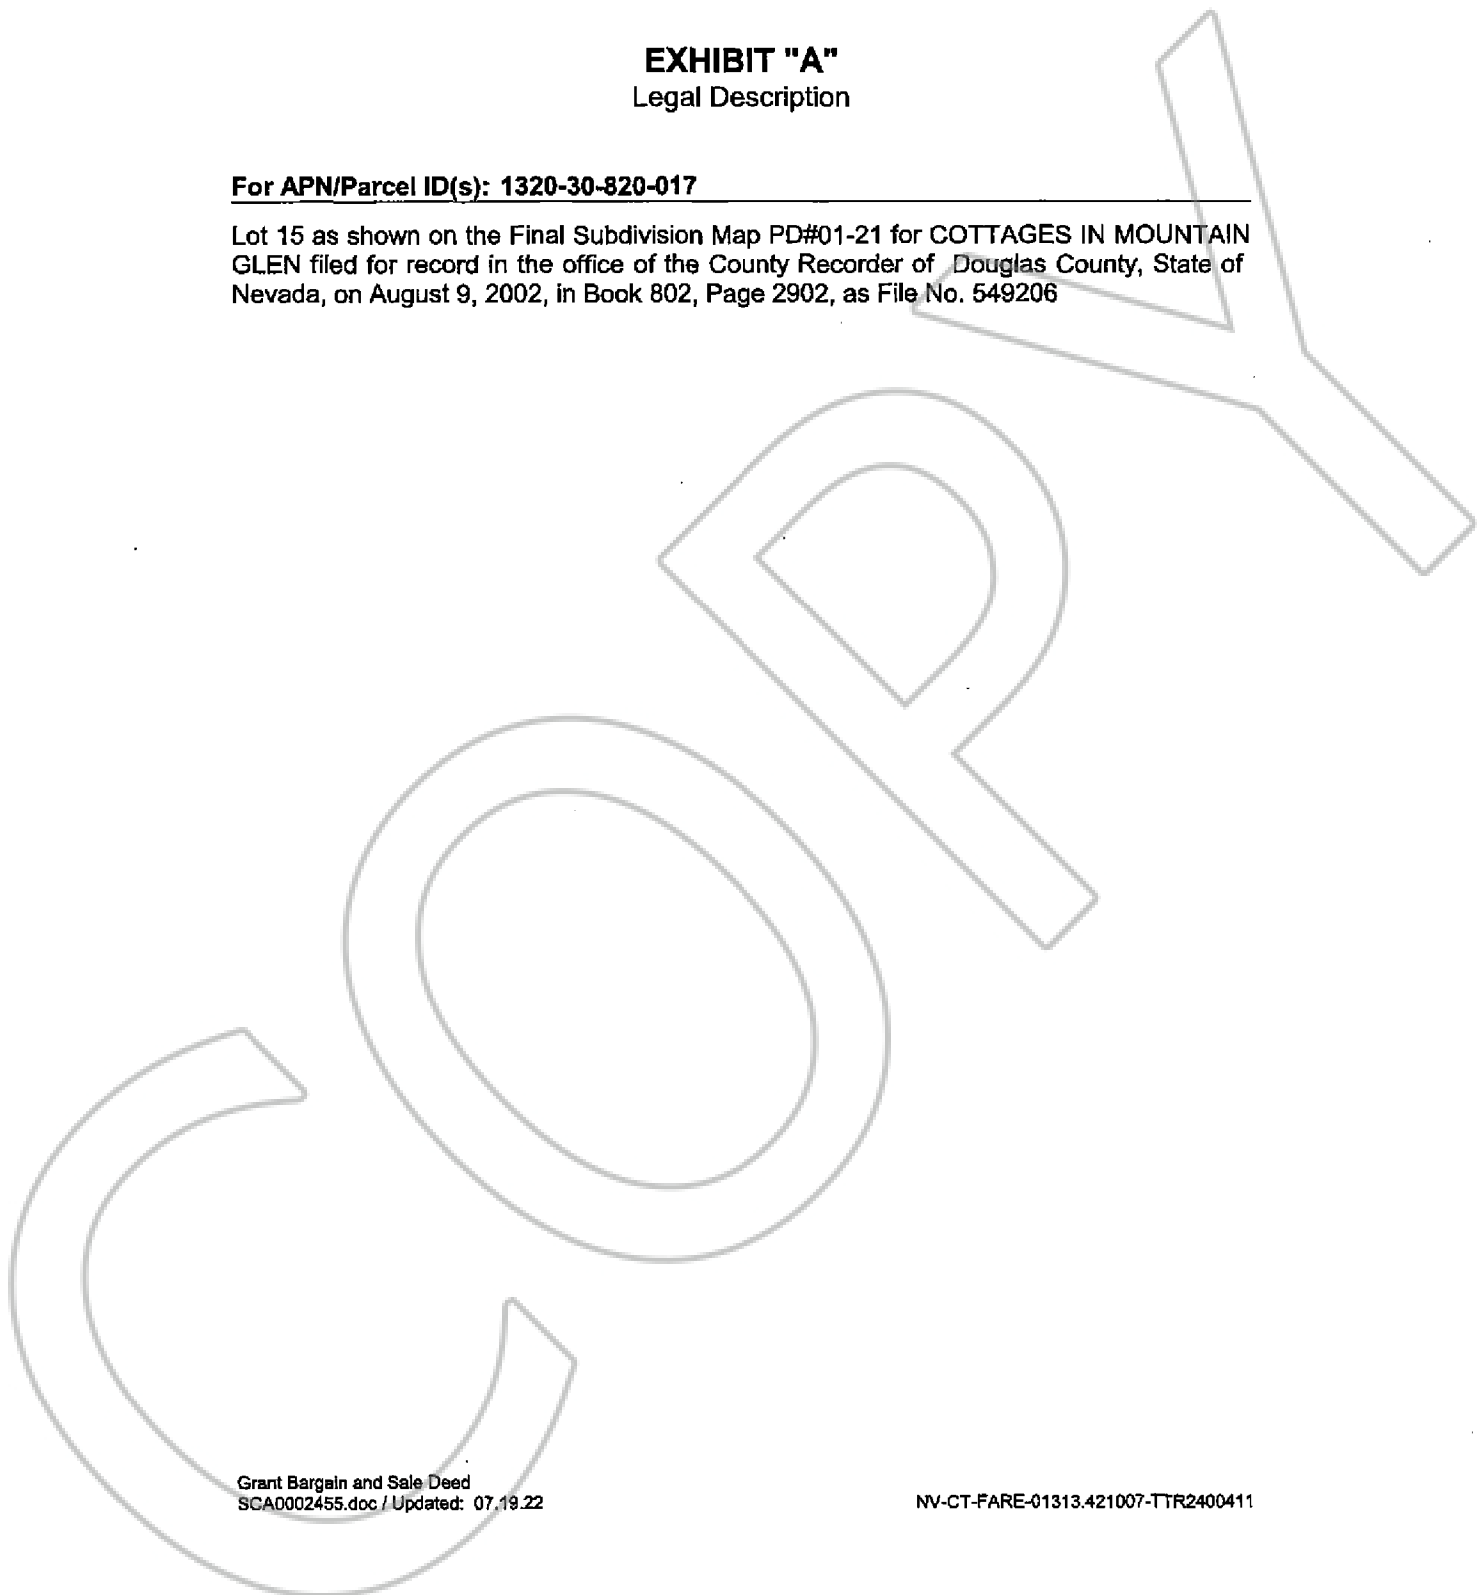 EXHIBIT "A"
Legal Description
For APN/Parcel ID(s): 1320-30-820-017
Lot 15 as shown on the Final Subdivision Map PD#01-21 for COTTAGES IN MOUNTAIN
GLEN filed for record in the office of the County Recorder of Douglas County, State of
Nevada, on August 9, 2002, in Book 802, Page 2902, as File No. 549206
COPY
Grant Bargain and Sale Deed
SCA0002455.doc / Updated: 07.19.22
NV-CT-FARE-01313.421007-TTR2400411